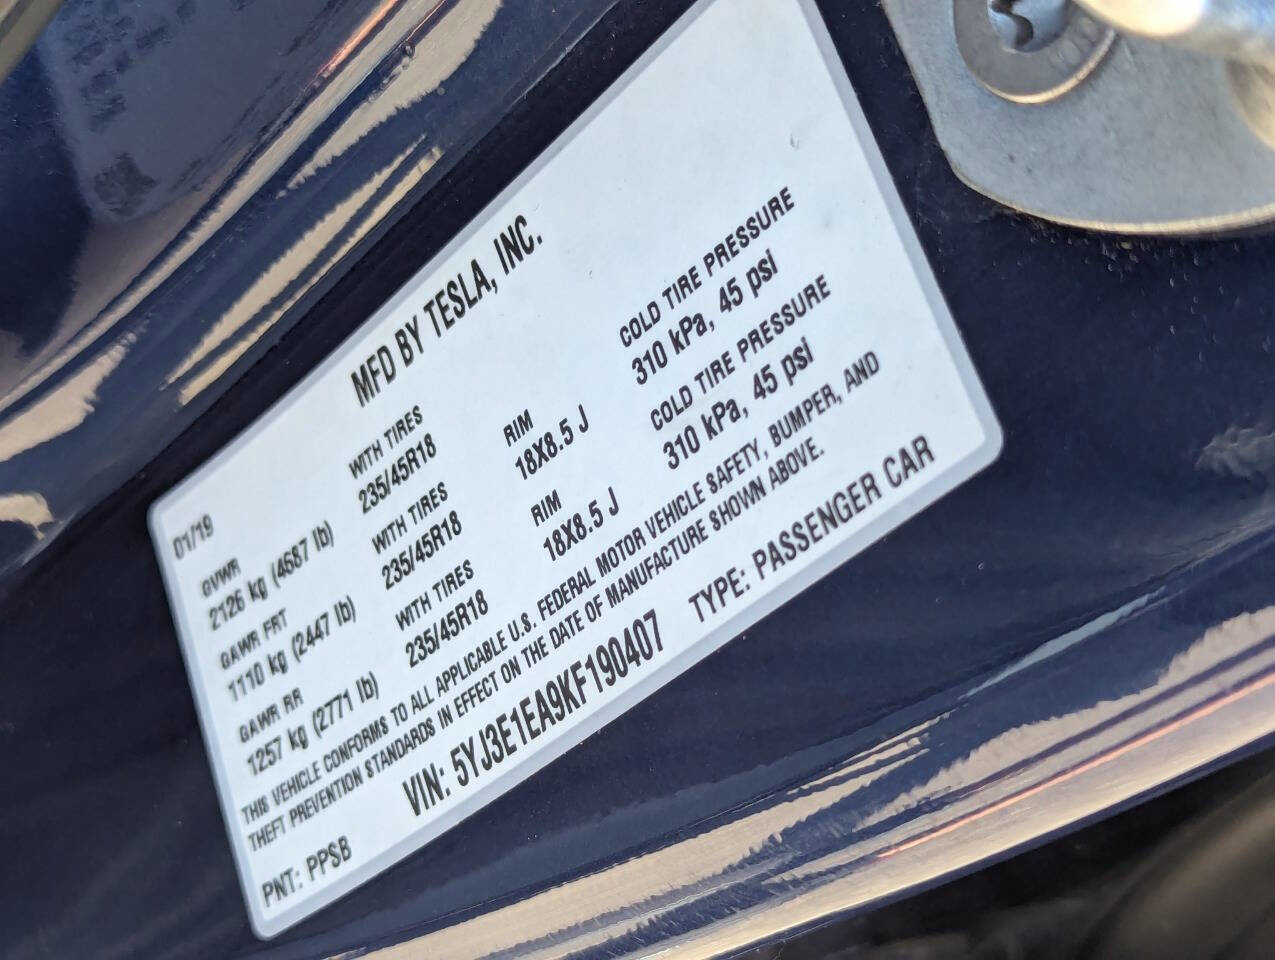 MFD BY TESLA, INC.
01/19
GVWR WITH TIRES
2126 kg (4687 lb) 235/45R18
GAWR FRT WITH TIRES RIM COLD TIRE PRESSURE
1110 kg (2447 lb) 235/45R18 18X8.5 J 310 kPa, 45 psi
GAWR RR WITH TIRES RIM COLD TIRE PRESSURE
1257 kg (2771 lb) 235/45R18 18X8.5 J 310 kPa, 45 psi
THIS VEHICLE CONFORMS TO ALL APPLICABLE U.S. FEDERAL MOTOR VEHICLE SAFETY, BUMPER, AND
THEFT PREVENTION STANDARDS IN EFFECT ON THE DATE OF MANUFACTURE SHOWN ABOVE.
VIN: 5YJ3E1EA9KF190407 TYPE: PASSENGER CAR
PNT: PPSB